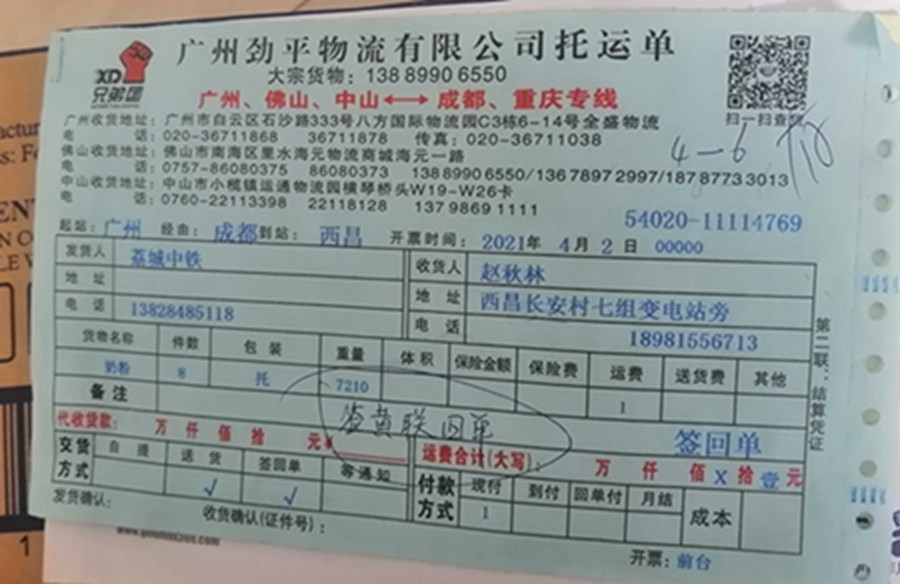 广州劲平物流有限公司托运单
XD
兄弟团
大宗货物：138 8990 6550
广州、佛山、中山⟷成都、重庆专线
扫一扫查货
广州收货地址：广州市白云区石沙路333号八方国际物流园C3栋6-14号全盛物流
电 话：020-36711868 36711878 传真：020-36711038
佛山收货地址：佛山市南海区里水海元物流商城海元一路
电 话：0757-86080375 86080373 13889906550/13678972997/18787733013
中山收货地址：中山市小榄镇运通物流园横琴桥头W19-W26卡
电 话：0760-22113398 22118128 137 9869 1111
4-6
54020-11114769
起站：广州 经由：成都 到站：西昌 开票时间：2021年 4月 2日 00000
发货人 荔城中铁 收货人 赵秋林
地 址 地 址 西昌长安村七组变电站旁
电 话 13828485118 电 话 18981556713
货物名称 件数 包 装 重量 体 积 保险金额 保险费 运费 送货费 其他
奶粉 8 托 7210 1
备 注 签黄联回单 签回单
代收货款： 万 仟 佰 拾 元¥ 运费合计(大写)： 万 仟 佰 X 拾 壹 元
交货方式 自 提 送 货 签回单 等通知 付款方式 现付 到付 回单付 月结 成本
√ √ 1
发货确认： 收货确认(证件号)：
开票：前台
第二联：结算凭证
1